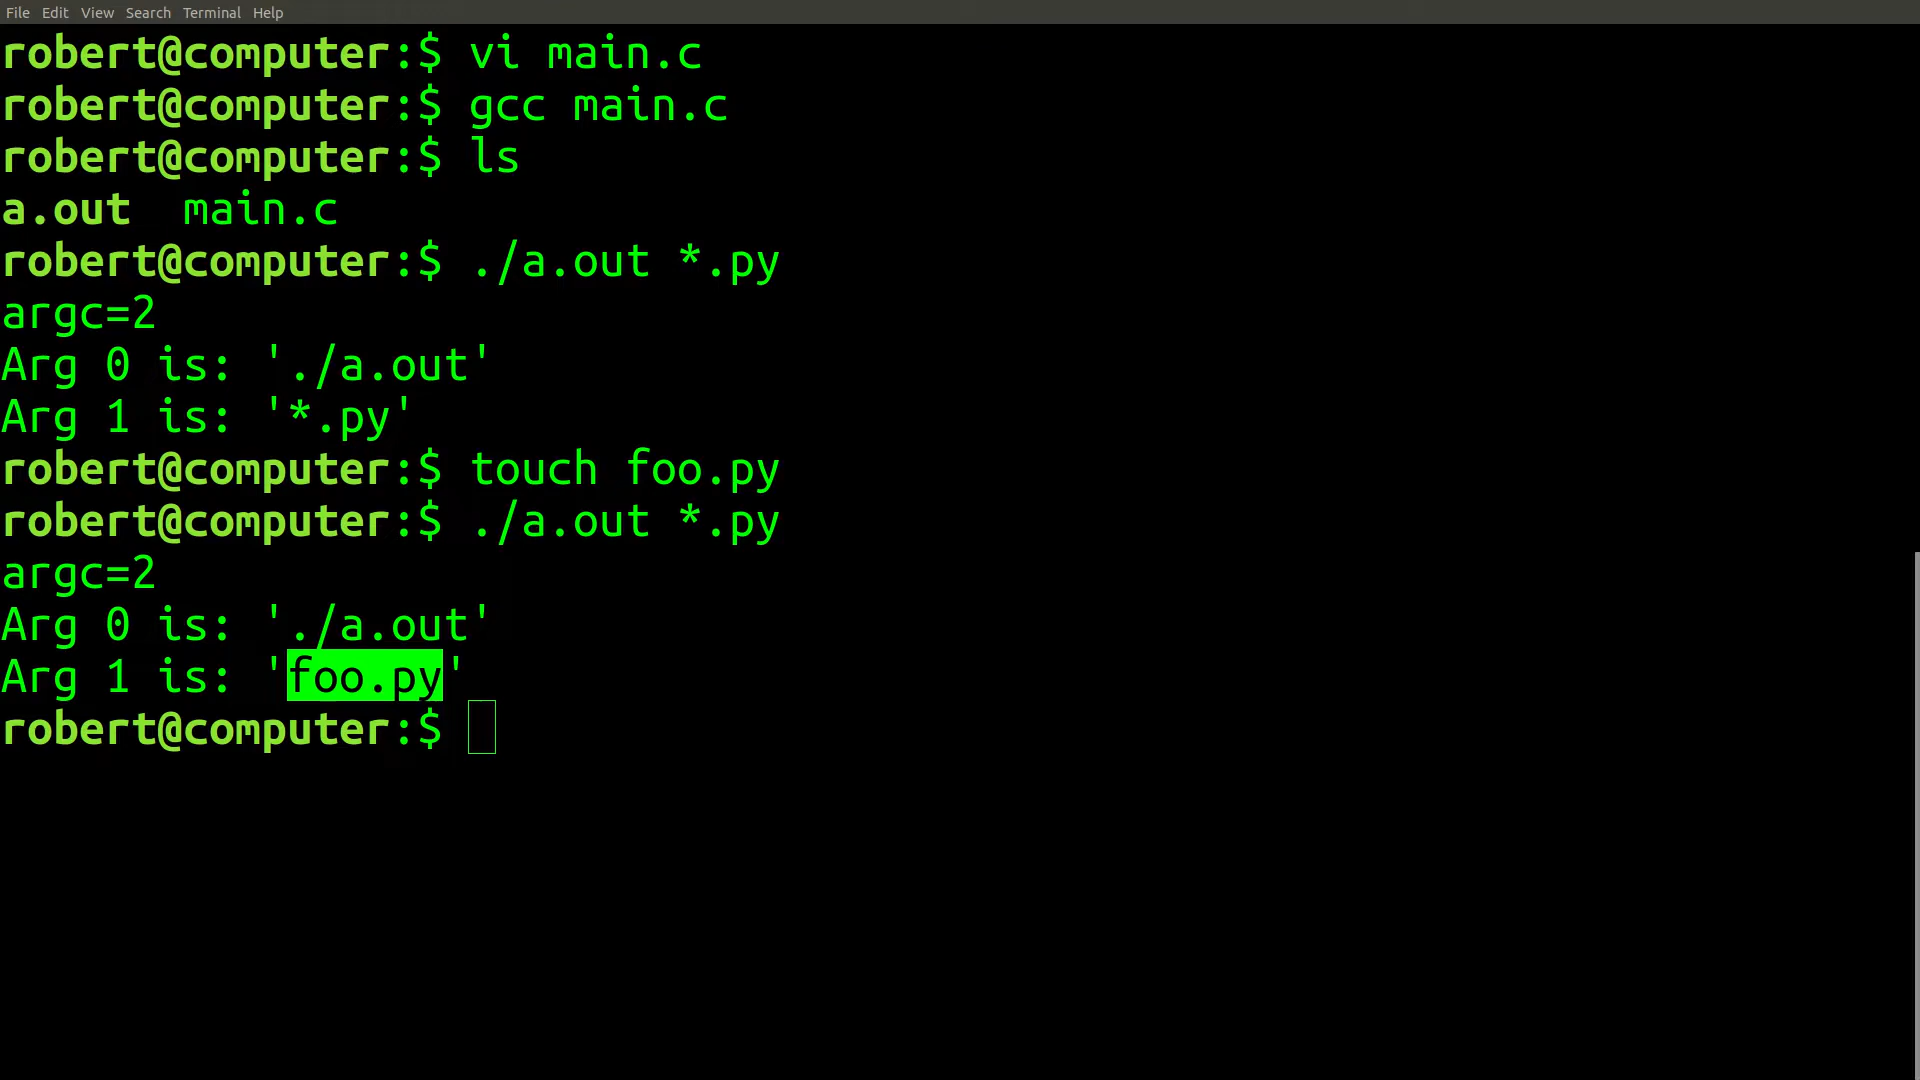 File Edit View Search Terminal Help
robert@computer:$ vi main.c
robert@computer:$ gcc main.c
robert@computer:$ ls
a.out  main.c
robert@computer:$ ./a.out *.py
argc=2
Arg 0 is: './a.out'
Arg 1 is: '*.py'
robert@computer:$ touch foo.py
robert@computer:$ ./a.out *.py
argc=2
Arg 0 is: './a.out'
Arg 1 is: 'foo.py'
robert@computer:$